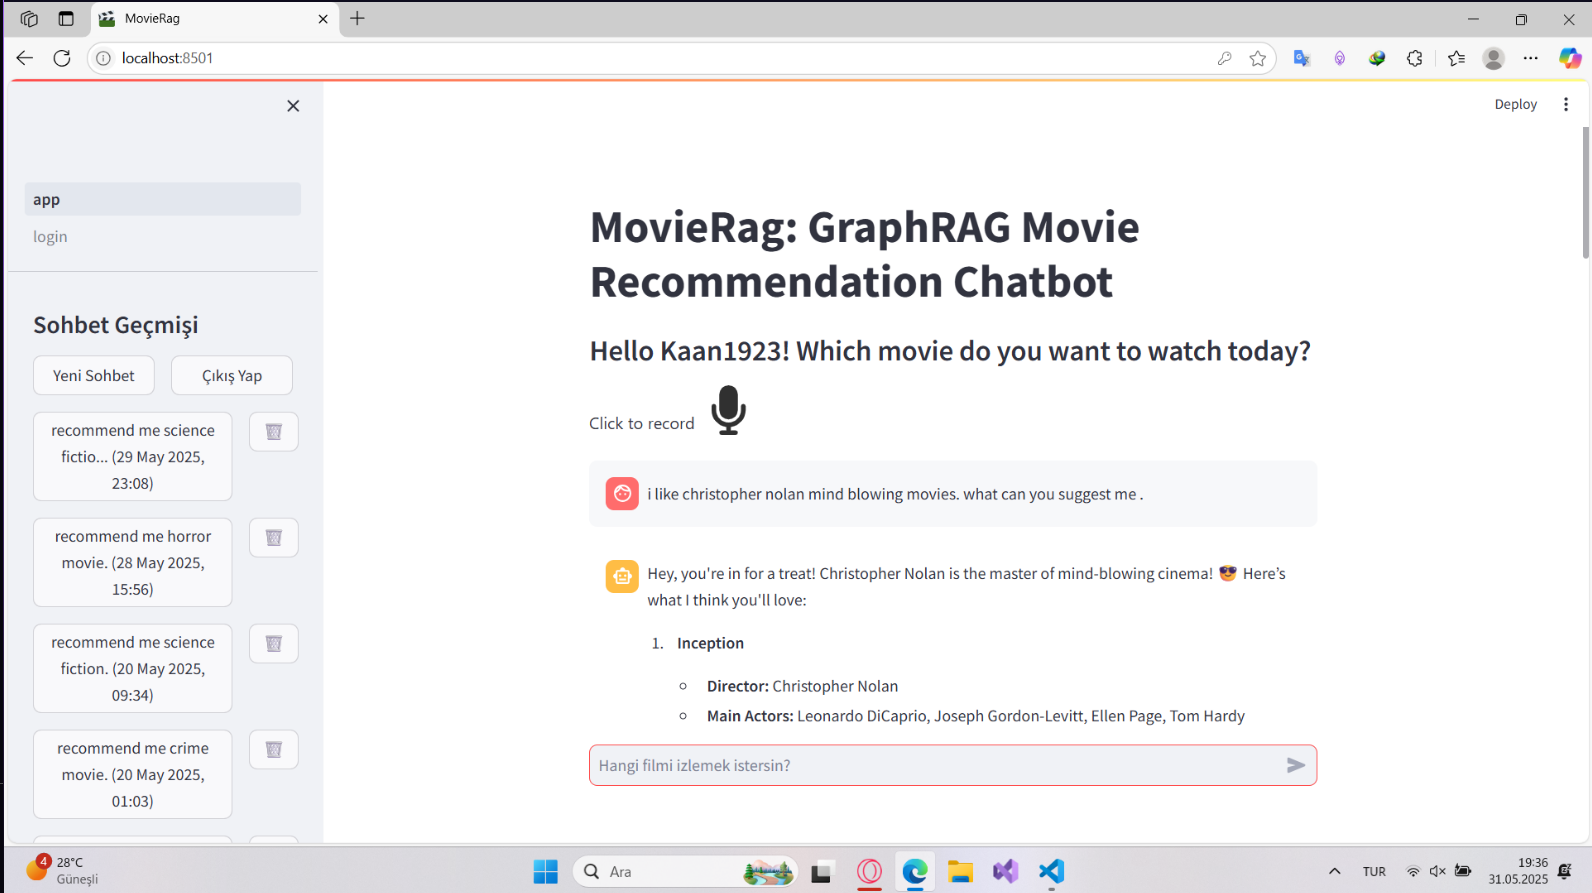 MovieRag
localhost:8501
Deploy
app
login
Sohbet Geçmişi
Yeni Sohbet
Çıkış Yap
recommend me science
fictio... (29 May 2025,
23:08)
recommend me horror
movie. (28 May 2025,
15:56)
recommend me science
fiction. (20 May 2025,
09:34)
recommend me crime
movie. (20 May 2025,
01:03)
MovieRag: GraphRAG Movie
Recommendation Chatbot
Hello Kaan1923! Which movie do you want to watch today?
Click to record
i like christopher nolan mind blowing movies. what can you suggest me .
Hey, you're in for a treat! Christopher Nolan is the master of mind-blowing cinema! 😎 Here’s
what I think you'll love:
1. Inception
Director: Christopher Nolan
Main Actors: Leonardo DiCaprio, Joseph Gordon-Levitt, Ellen Page, Tom Hardy
Hangi filmi izlemek istersin?
4
28°C
Güneşli
Ara
TUR
19:36
31.05.2025